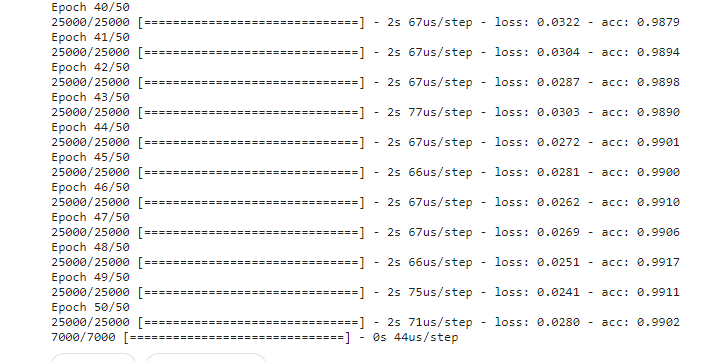 Epoch 40/50
25000/25000 [==============================] - 2s 67us/step - loss: 0.0322 - acc: 0.9879
Epoch 41/50
25000/25000 [==============================] - 2s 67us/step - loss: 0.0304 - acc: 0.9894
Epoch 42/50
25000/25000 [==============================] - 2s 67us/step - loss: 0.0287 - acc: 0.9898
Epoch 43/50
25000/25000 [==============================] - 2s 77us/step - loss: 0.0303 - acc: 0.9890
Epoch 44/50
25000/25000 [==============================] - 2s 67us/step - loss: 0.0272 - acc: 0.9901
Epoch 45/50
25000/25000 [==============================] - 2s 66us/step - loss: 0.0281 - acc: 0.9900
Epoch 46/50
25000/25000 [==============================] - 2s 67us/step - loss: 0.0262 - acc: 0.9910
Epoch 47/50
25000/25000 [==============================] - 2s 67us/step - loss: 0.0269 - acc: 0.9906
Epoch 48/50
25000/25000 [==============================] - 2s 66us/step - loss: 0.0251 - acc: 0.9917
Epoch 49/50
25000/25000 [==============================] - 2s 75us/step - loss: 0.0241 - acc: 0.9911
Epoch 50/50
25000/25000 [==============================] - 2s 71us/step - loss: 0.0280 - acc: 0.9902
7000/7000 [==============================] - 0s 44us/step